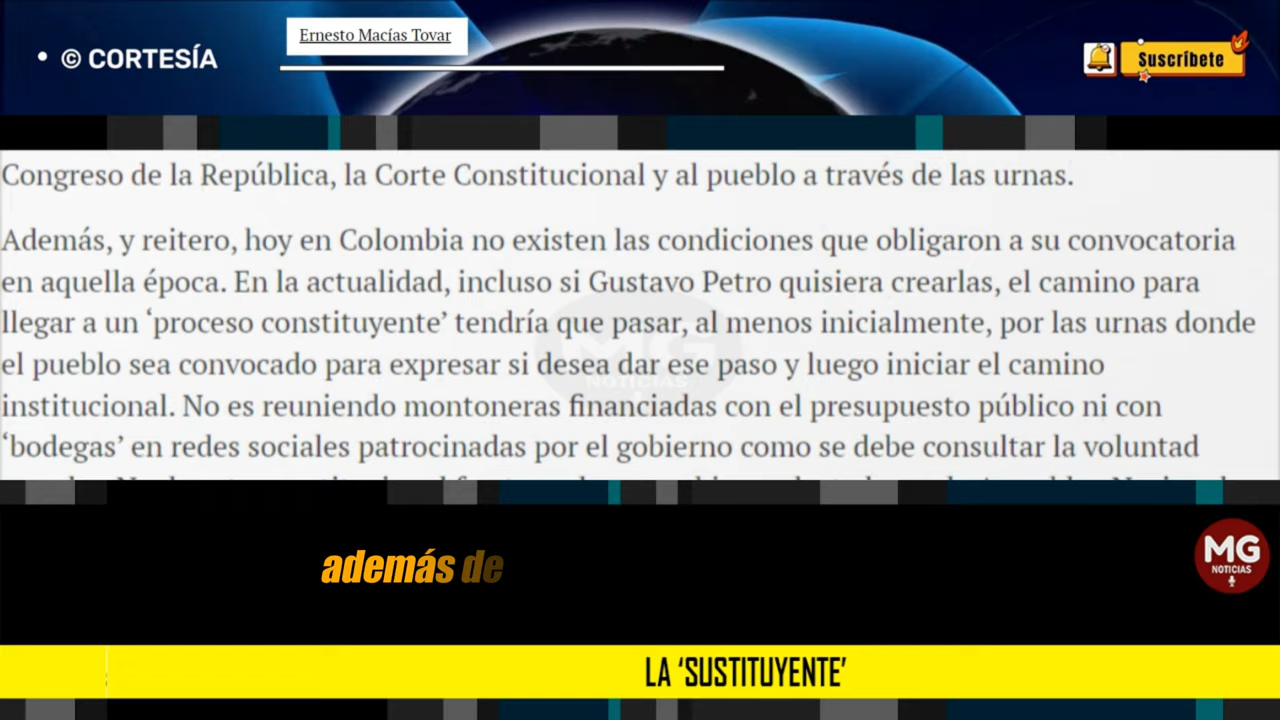 Ernesto Macías Tovar
• © CORTESÍA
Suscríbete
Congreso de la República, la Corte Constitucional y al pueblo a través de las urnas.
Además, y reitero, hoy en Colombia no existen las condiciones que obligaron a su convocatoria
en aquella época. En la actualidad, incluso si Gustavo Petro quisiera crearlas, el camino para
llegar a un ‘proceso constituyente’ tendría que pasar, al menos inicialmente, por las urnas donde
el pueblo sea convocado para expresar si desea dar ese paso y luego iniciar el camino
institucional. No es reuniendo montoneras financiadas con el presupuesto público ni con
‘bodegas’ en redes sociales patrocinadas por el gobierno como se debe consultar la voluntad
MG
NOTICIAS
además de
MG
NOTICIAS
LA ‘SUSTITUYENTE’